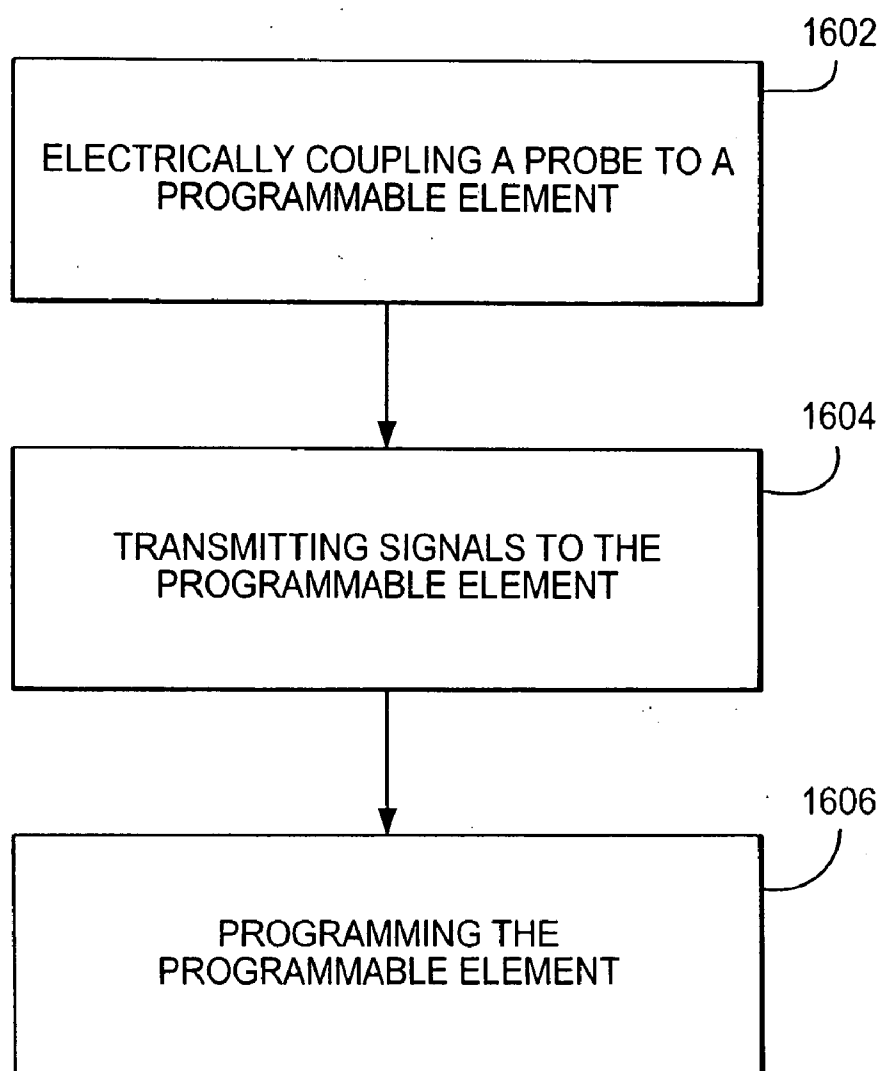 1602
ELECTRICALLY COUPLING A PROBE TO A
PROGRAMMABLE ELEMENT
1604
TRANSMITTING SIGNALS TO THE
PROGRAMMABLE ELEMENT
1606
PROGRAMMING THE
PROGRAMMABLE ELEMENT